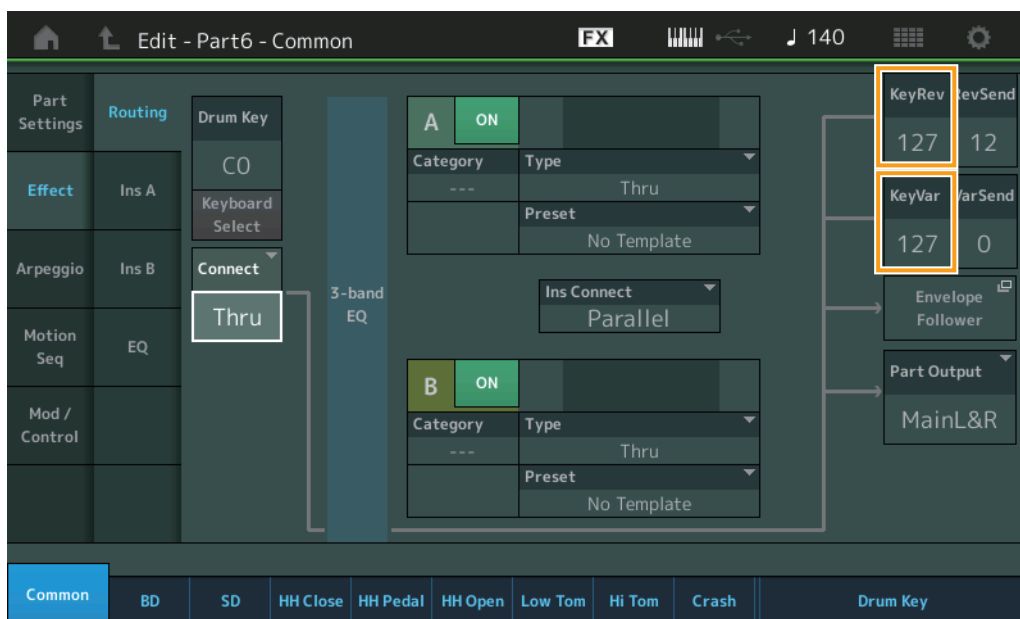 Edit - Part6 - Common
FX
140
Part
Settings
Effect
Arpeggio
Motion
Seq
Mod /
Control
Routing
Ins A
Ins B
EQ
Drum Key
C0
Keyboard
Select
Connect
Thru
3-band
EQ
A
ON
Category
Type
---
Thru
Preset
No Template
Ins Connect
Parallel
B
ON
Category
Type
---
Thru
Preset
No Template
KeyRev
RevSend
127
12
KeyVar
VarSend
127
0
Envelope
Follower
Part Output
MainL&R
Common
BD
SD
HH Close
HH Pedal
HH Open
Low Tom
Hi Tom
Crash
Drum Key